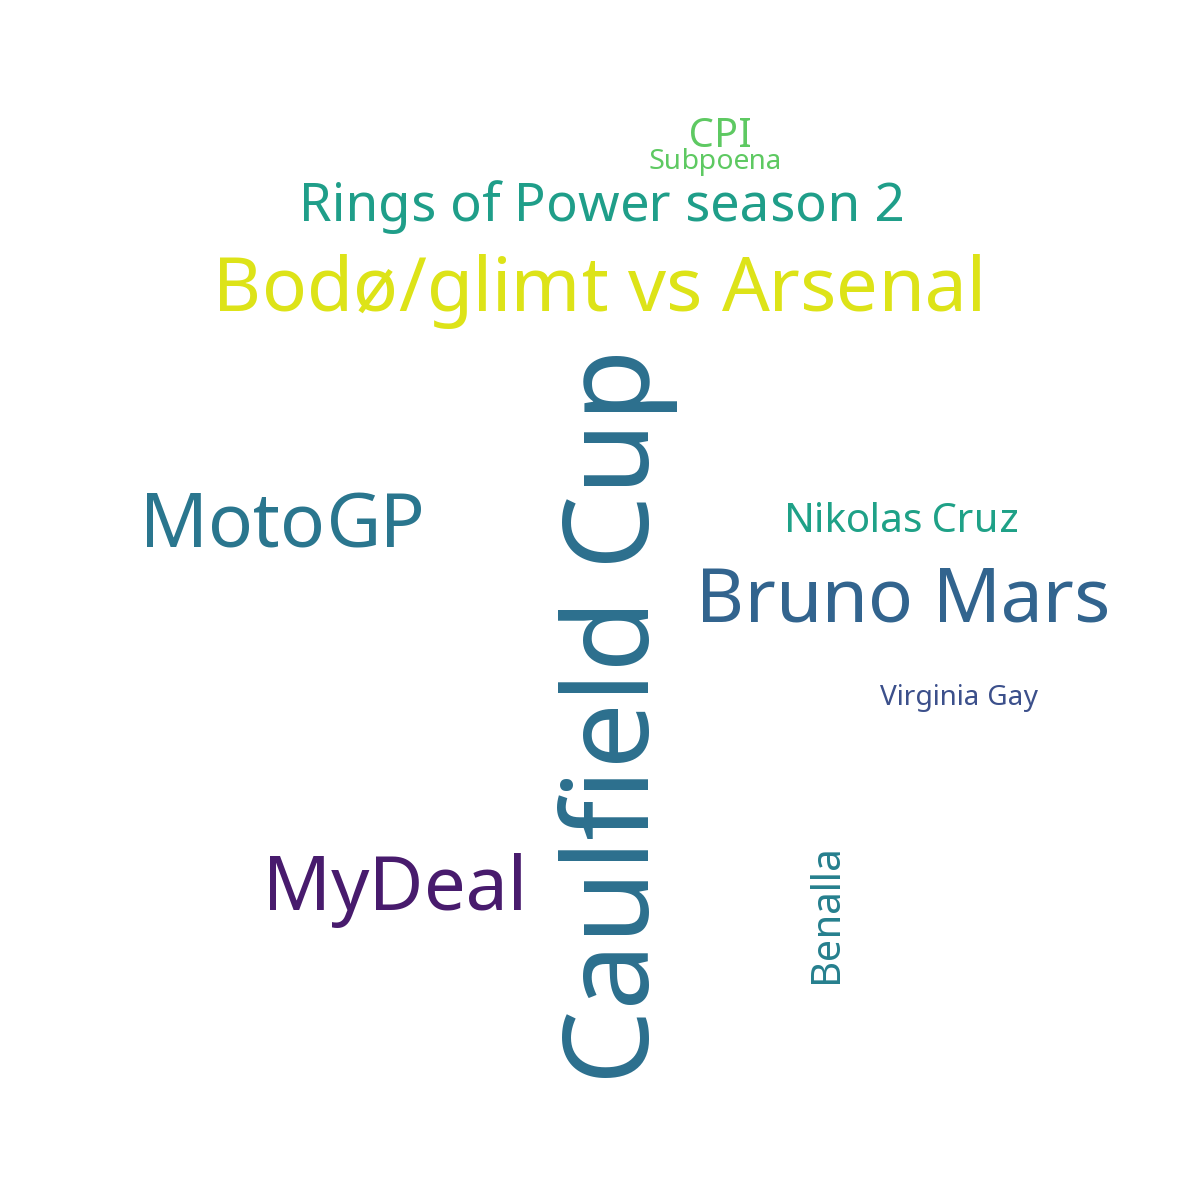 CPI
Subpoena
Rings of Power season 2
Bodø/glimt vs Arsenal
Caulfield Cup
MotoGP
Nikolas Cruz
Bruno Mars
Virginia Gay
MyDeal
Benalla